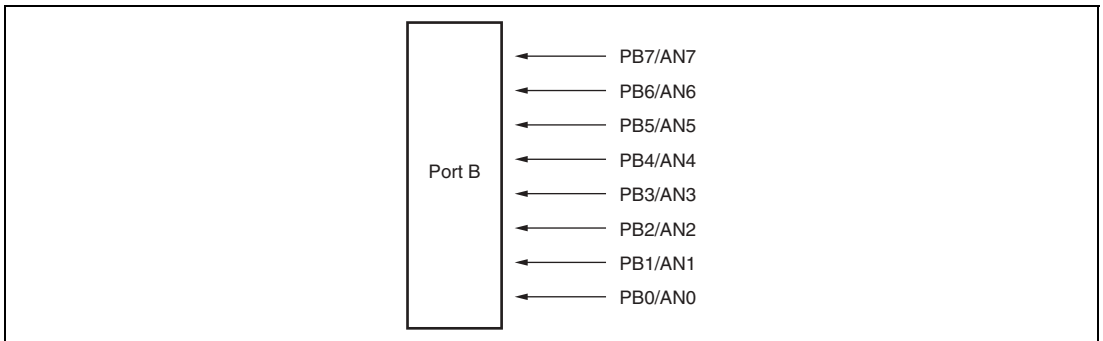 PB7/AN7
PB6/AN6
PB5/AN5
PB4/AN4
Port B
PB3/AN3
PB2/AN2
PB1/AN1
PB0/AN0